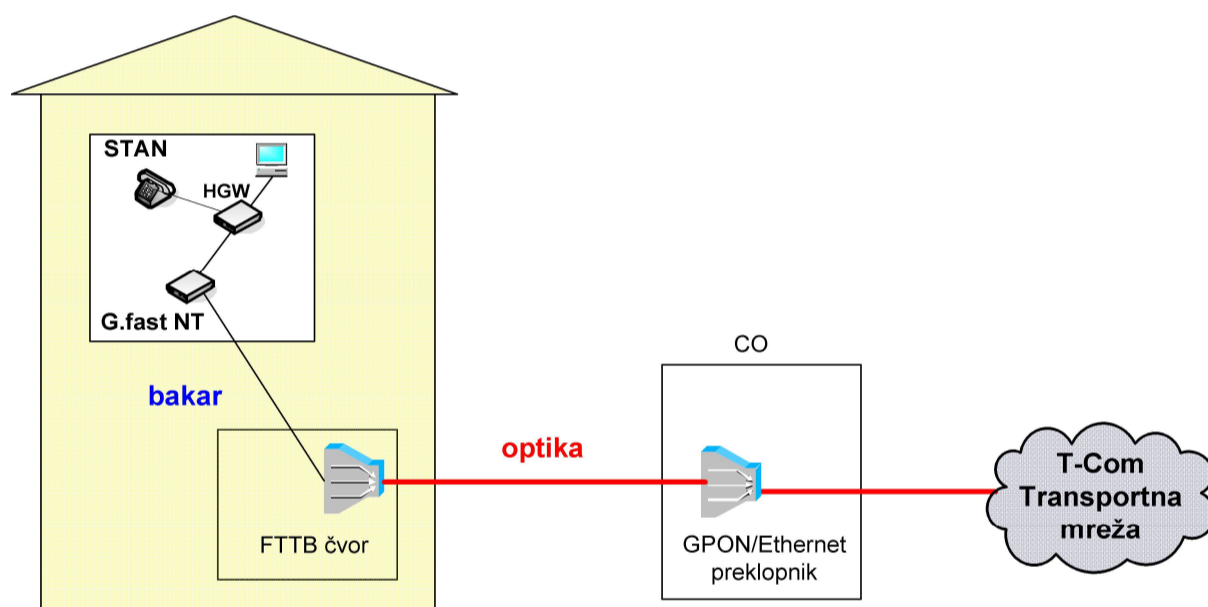 STAN
HGW
G.fast NT
bakar
FTTB čvor
optika
CO
GPON/Ethernet
preklopnik
T-Com
Transportna
mreža